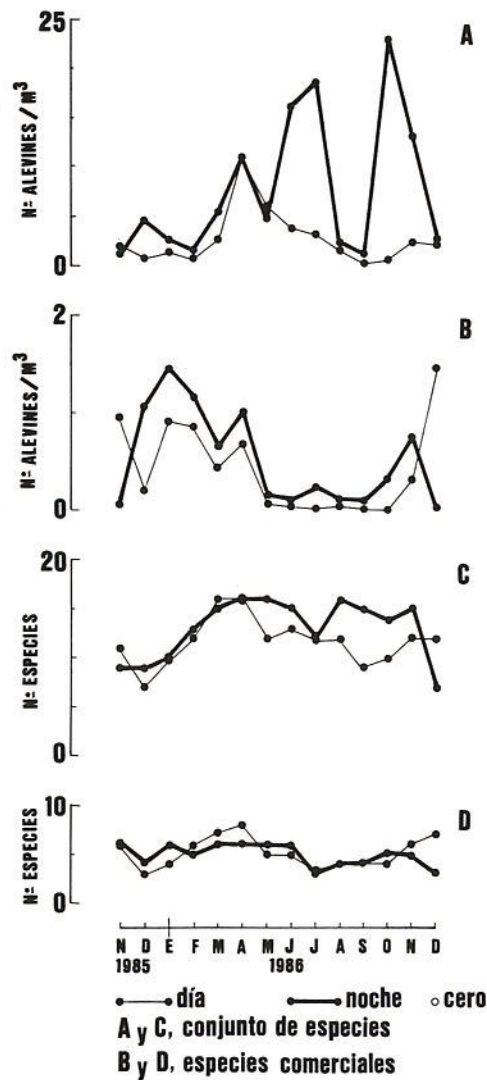 25
A
Nº ALEVINES/M³
0
2
B
Nº ALEVINES/M³
0
20
C
Nº ESPECIES
0
10
D
Nº ESPECIES
0
N D E F M A M J J A S O N D
1985 1986
día noche cero
A y C, conjunto de especies
B y D, especies comerciales